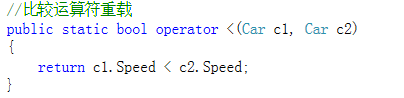 //比较运算符重载
public static bool operator <(Car c1, Car c2)
{
    return c1.Speed < c2.Speed;
}